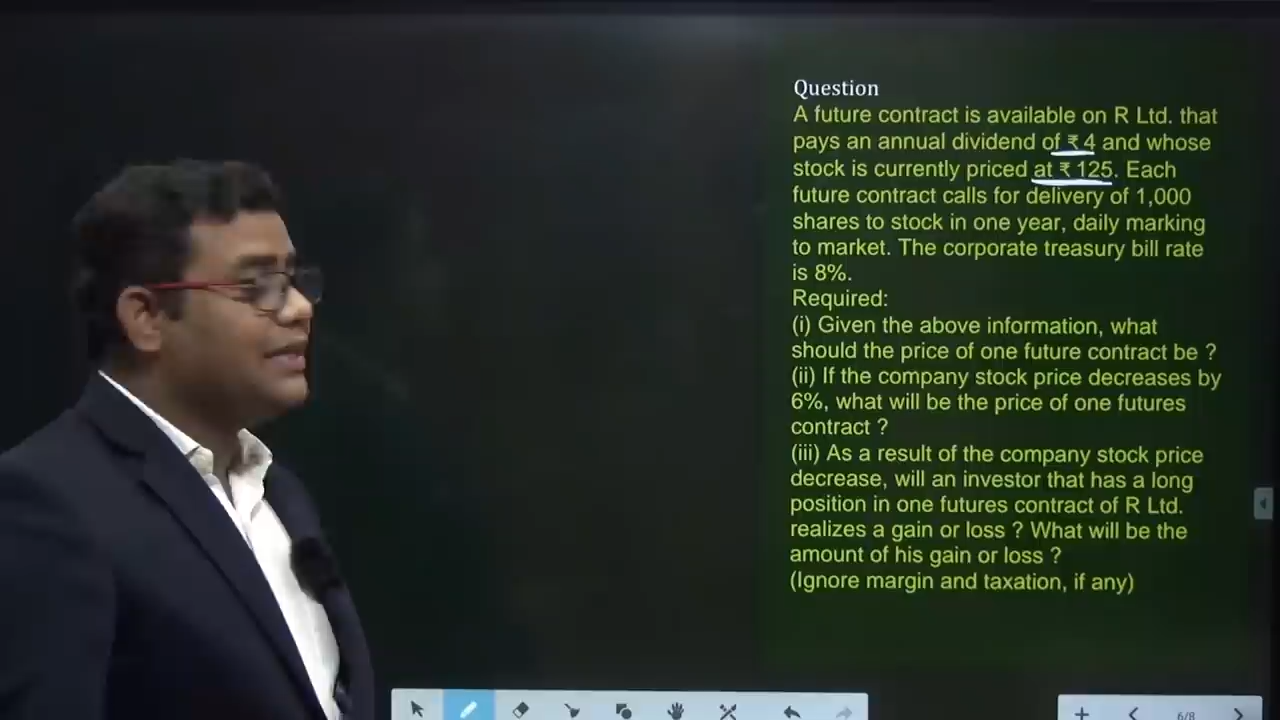 Question
A future contract is available on R Ltd. that
pays an annual dividend of ₹ 4 and whose
stock is currently priced at ₹ 125. Each
future contract calls for delivery of 1,000
shares to stock in one year, daily marking
to market. The corporate treasury bill rate
is 8%.
Required:
(i) Given the above information, what
should the price of one future contract be ?
(ii) If the company stock price decreases by
6%, what will be the price of one futures
contract ?
(iii) As a result of the company stock price
decrease, will an investor that has a long
position in one futures contract of R Ltd.
realizes a gain or loss ? What will be the
amount of his gain or loss ?
(Ignore margin and taxation, if any)
6/8